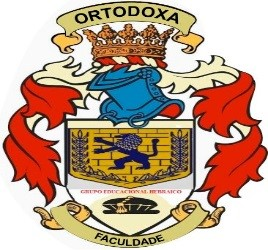 ORTODOXA
GRUPO EDUCACIONAL HEBRAICO
FACULDADE